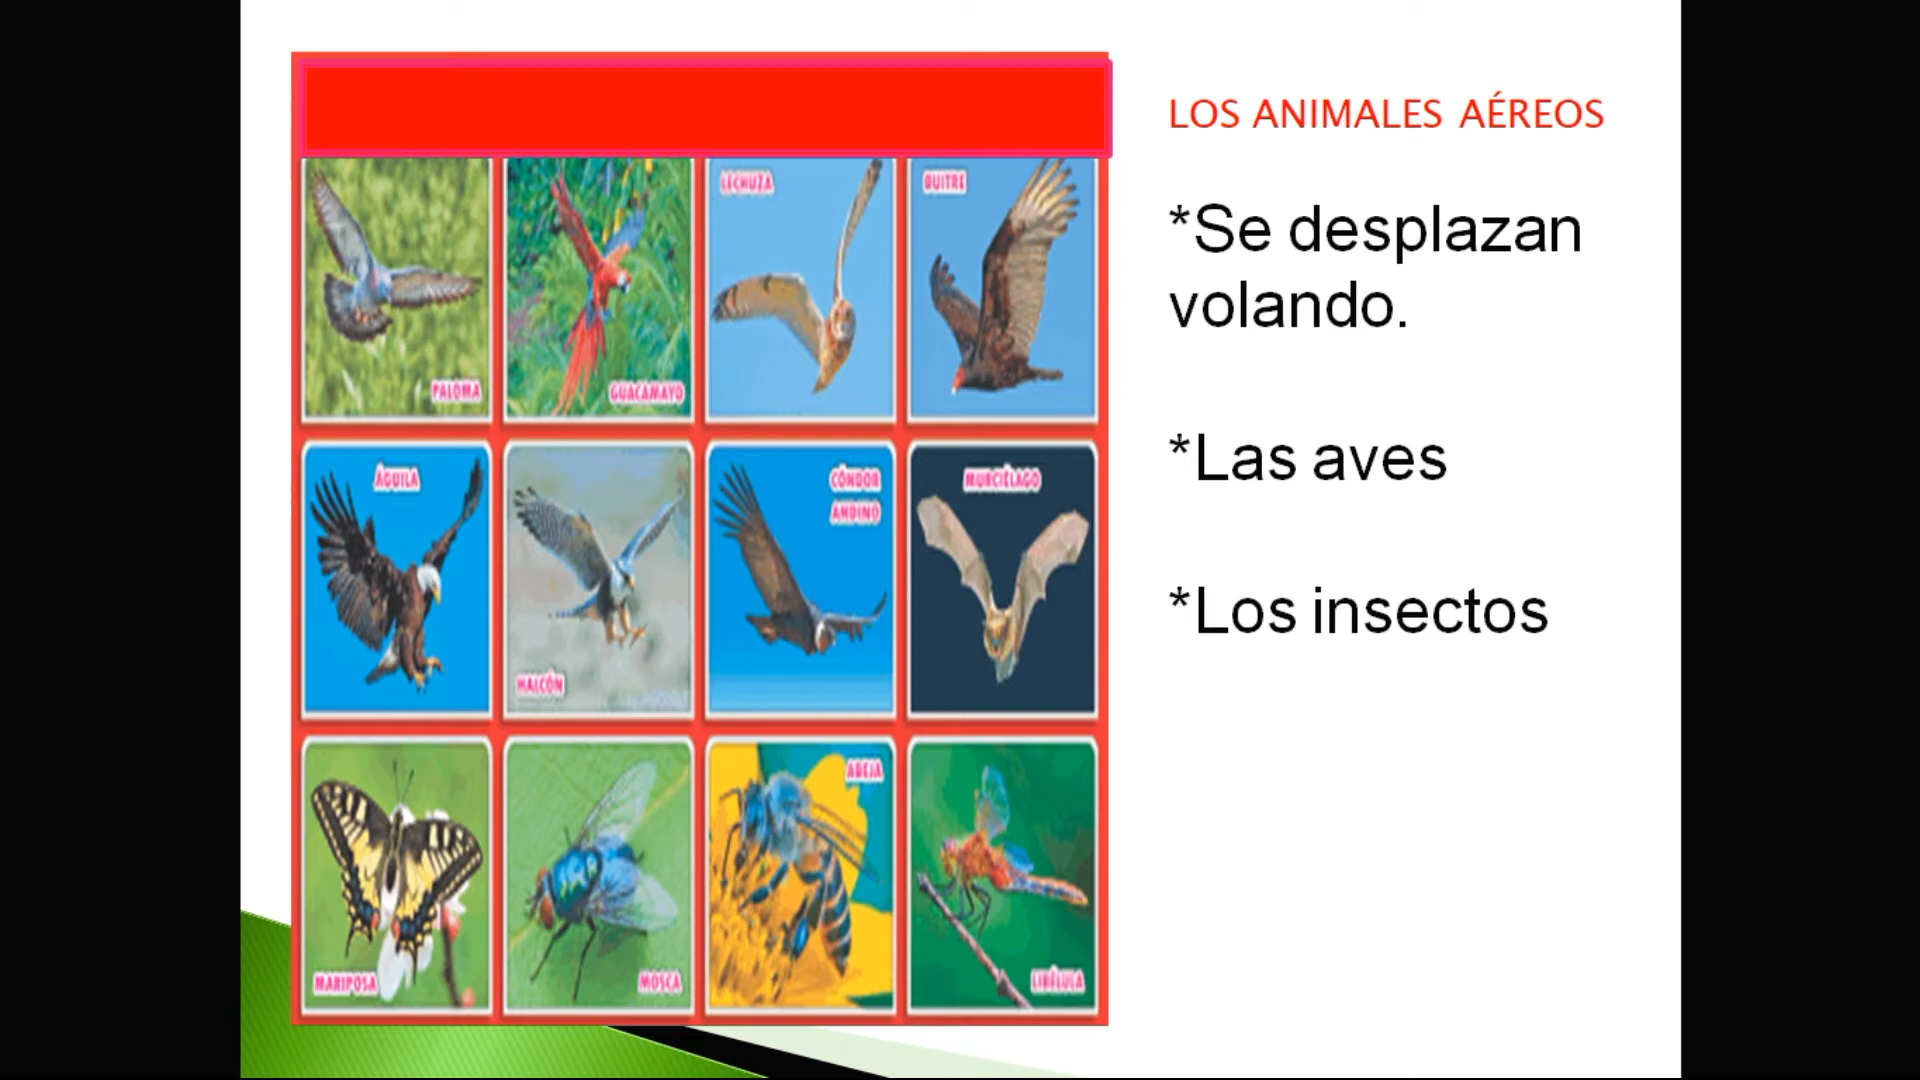 LOS ANIMALES AÉREOS
*Se desplazan
volando.
*Las aves
*Los insectos
PALOMA
GUACAMAYO
LECHUZA
BUITRE
ÁGUILA
HALCÓN
CÓNDOR
ANDINO
MURCIÉLAGO
MARIPOSA
MOSCA
ABEJA
LIBÉLULA